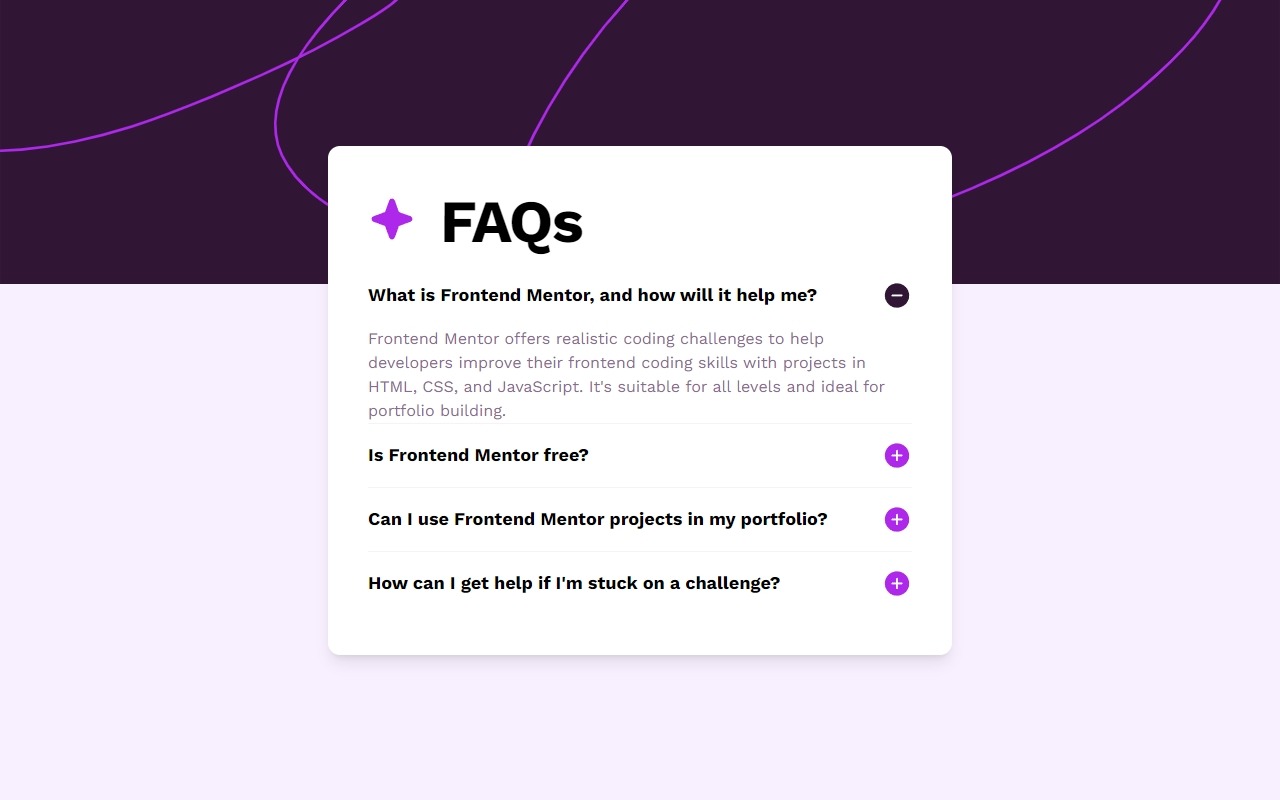 FAQs
What is Frontend Mentor, and how will it help me?
Frontend Mentor offers realistic coding challenges to help
developers improve their frontend coding skills with projects in
HTML, CSS, and JavaScript. It's suitable for all levels and ideal for
portfolio building.
Is Frontend Mentor free?
Can I use Frontend Mentor projects in my portfolio?
How can I get help if I'm stuck on a challenge?